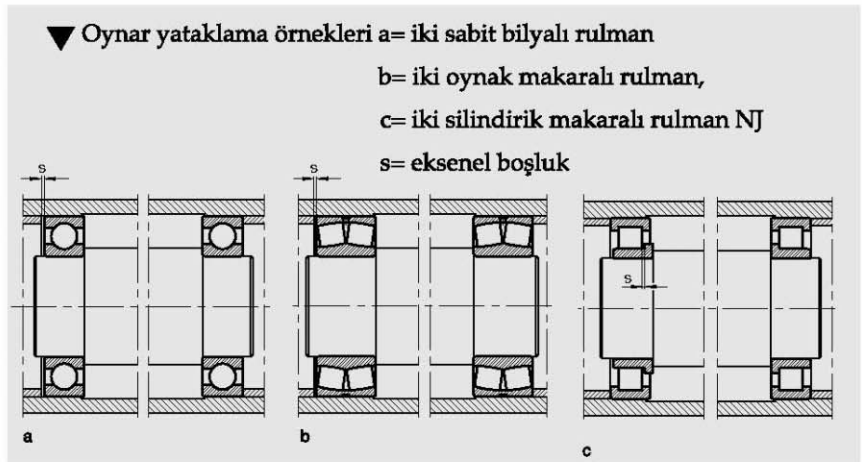 Oynar yataklama örnekleri a= iki sabit bilyalı rulman
b= iki oynak makaralı rulman,
c= iki silindirik makaralı rulman NJ
s= eksenel boşluk
s
s
s
a
b
c